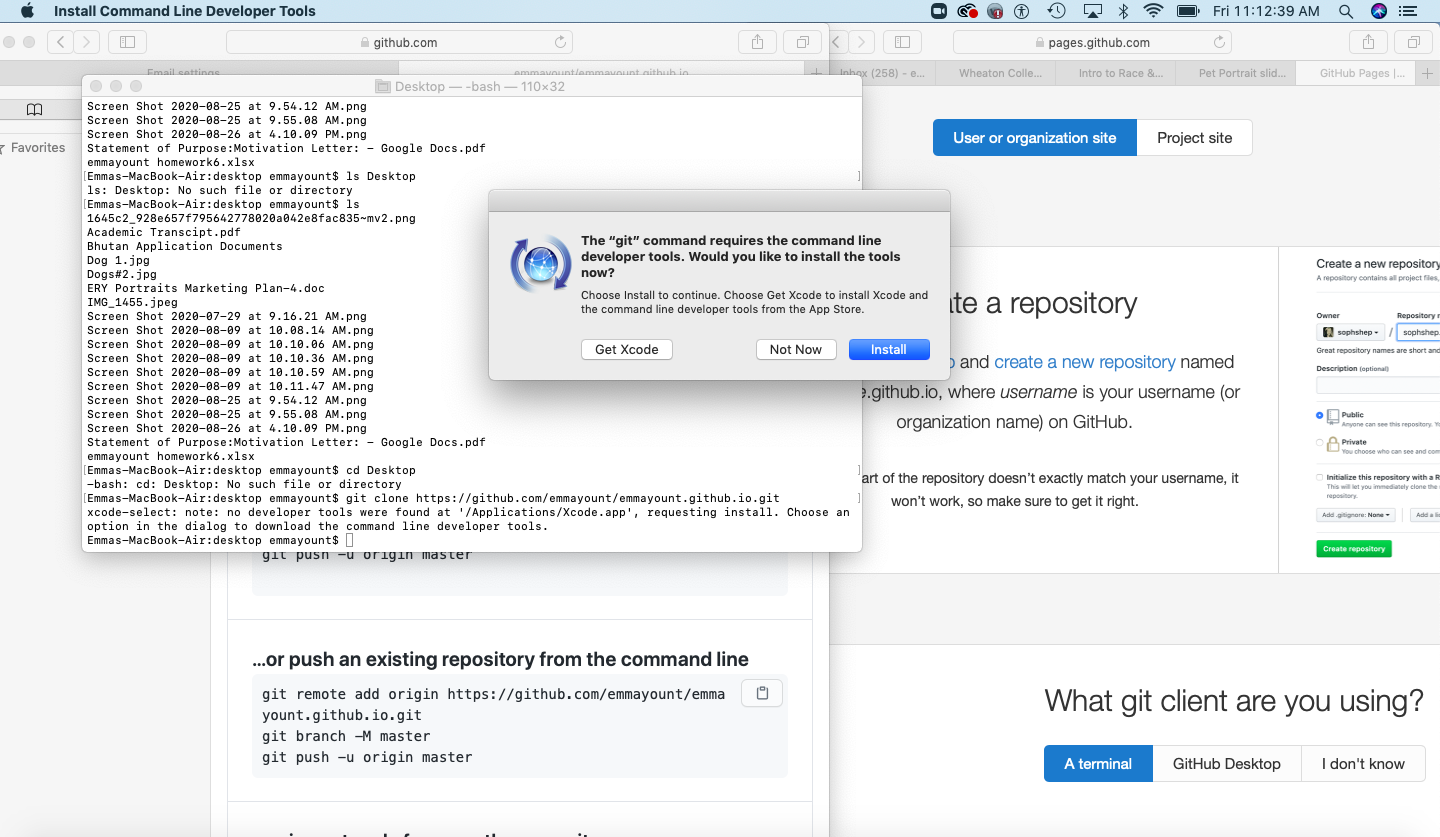 Install Command Line Developer Tools
Fri 11:12:39 AM
github.com
pages.github.com
Email settings
emmayount/emmayount.github.io
Inbox (258) - e...
Wheaton Colle...
Intro to Race &...
Pet Portrait slid...
GitHub Pages |...
Favorites
Desktop — -bash — 110×32
Screen Shot 2020-08-25 at 9.54.12 AM.png
Screen Shot 2020-08-25 at 9.55.08 AM.png
Screen Shot 2020-08-26 at 4.10.09 PM.png
Statement of Purpose:Motivation Letter: - Google Docs.pdf
emmayount homework6.xlsx
[Emmas-MacBook-Air:desktop emmayount$ ls Desktop ]
ls: Desktop: No such file or directory
[Emmas-MacBook-Air:desktop emmayount$ ls
1645c2_928e657f795642778020a042e8fac835~mv2.png
Academic Transcipt.pdf
Bhutan Application Documents
Dog 1.jpg
Dogs#2.jpg
ERY Portraits Marketing Plan-4.doc
IMG_1455.jpeg
Screen Shot 2020-07-29 at 9.16.21 AM.png
Screen Shot 2020-08-09 at 10.08.14 AM.png
Screen Shot 2020-08-09 at 10.10.06 AM.png
Screen Shot 2020-08-09 at 10.10.36 AM.png
Screen Shot 2020-08-09 at 10.10.59 AM.png
Screen Shot 2020-08-09 at 10.11.47 AM.png
Screen Shot 2020-08-25 at 9.54.12 AM.png
Screen Shot 2020-08-25 at 9.55.08 AM.png
Screen Shot 2020-08-26 at 4.10.09 PM.png
Statement of Purpose:Motivation Letter: - Google Docs.pdf
emmayount homework6.xlsx
[Emmas-MacBook-Air:desktop emmayount$ cd Desktop ]
-bash: cd: Desktop: No such file or directory
[Emmas-MacBook-Air:desktop emmayount$ git clone https://github.com/emmayount/emmayount.github.io.git ]
xcode-select: note: no developer tools were found at '/Applications/Xcode.app', requesting install. Choose an
option in the dialog to download the command line developer tools.
Emmas-MacBook-Air:desktop emmayount$
The “git” command requires the command line
developer tools. Would you like to install the tools
now?
Choose Install to continue. Choose Get Xcode to install Xcode and
the command line developer tools from the App Store.
Get Xcode
Not Now
Install
git push -u origin master
…or push an existing repository from the command line
git remote add origin https://github.com/emmayount/emma
yount.github.io.git
git branch -M master
git push -u origin master
User or organization site
Project site
te a repository
and create a new repository named
.github.io, where username is your username (or
organization name) on GitHub.
art of the repository doesn’t exactly match your username, it
won’t work, so make sure to get it right.
Create a new repository
A repository contains all project files,
Owner
Repository n
sophshep / sophshep.
Great repository names are short and
Description (optional)
Public
Anyone can see this repository. Yo
Private
You choose who can see and com
Initialize this repository with a R
This will let you immediately clone the
repository.
Add .gitignore: None
Add a li
Create repository
What git client are you using?
A terminal
GitHub Desktop
I don't know